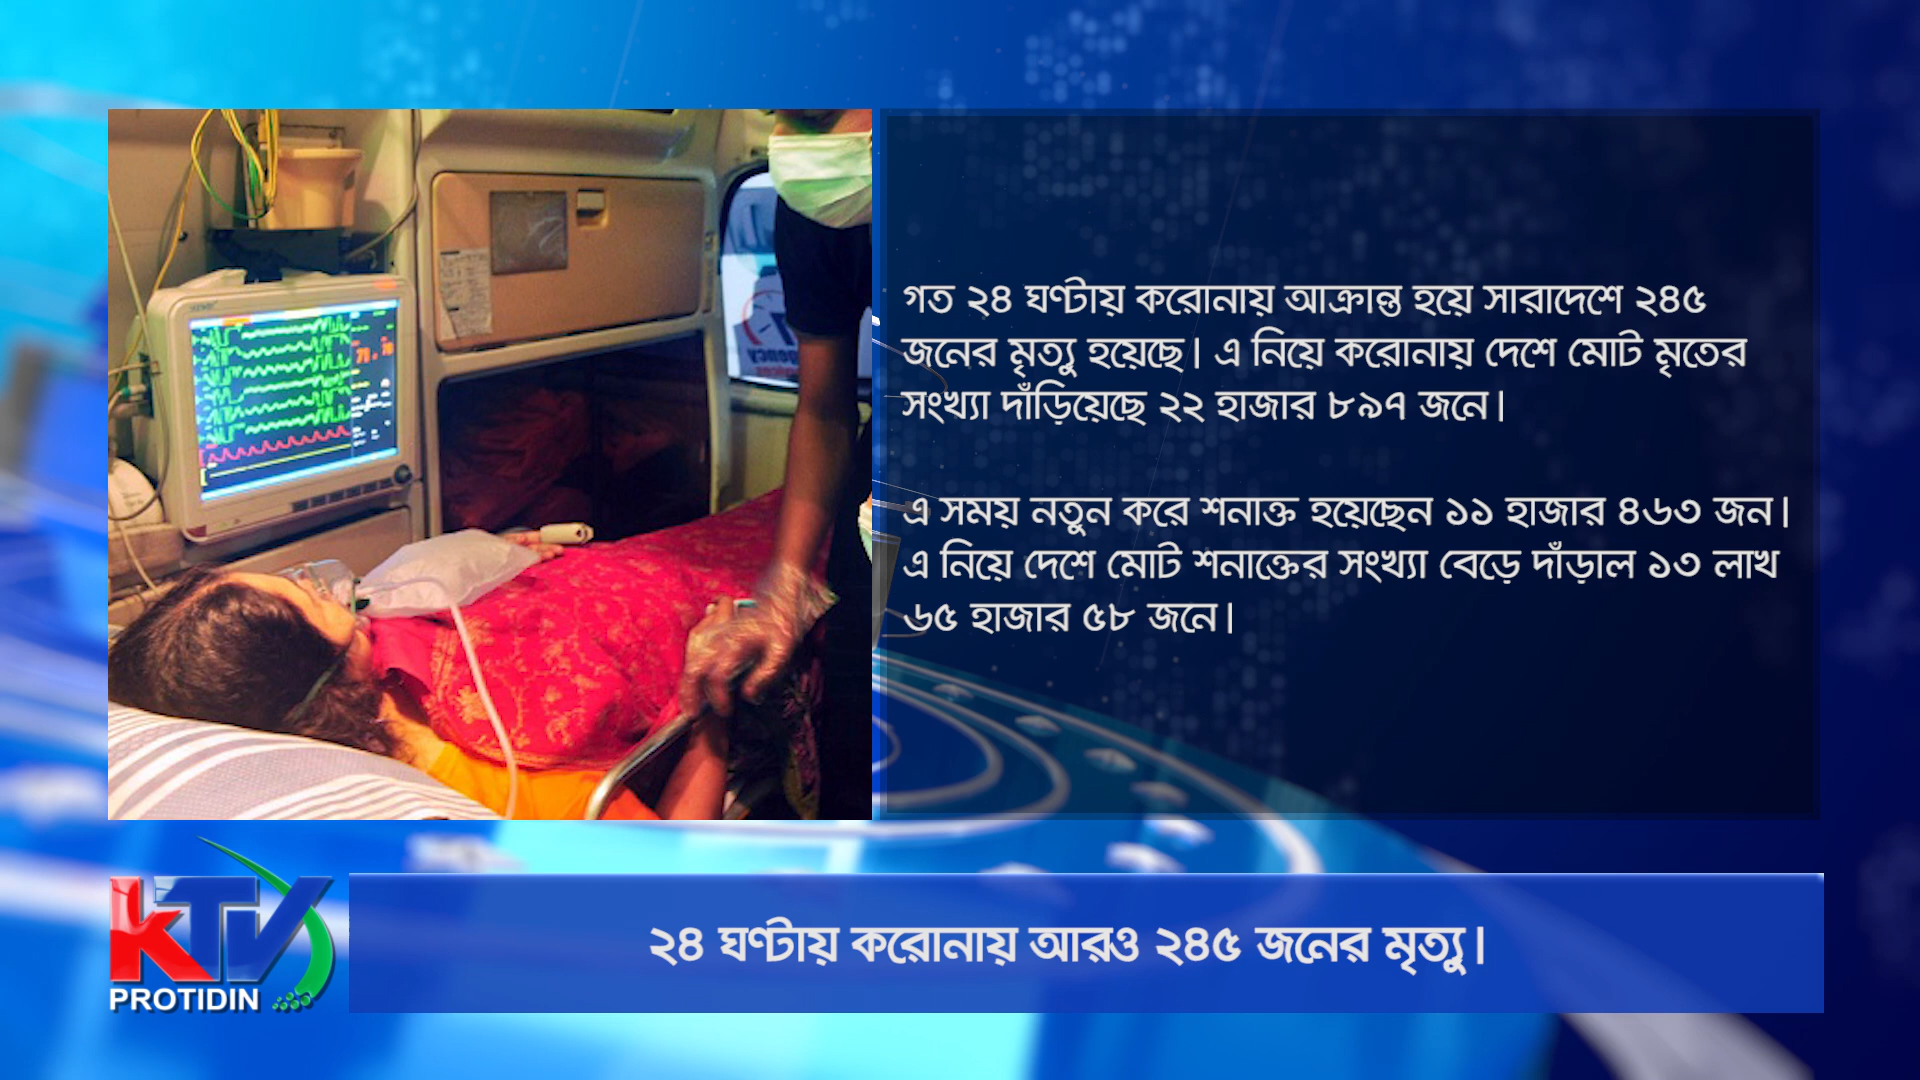 গত ২৪ ঘণ্টায় করোনায় আক্রান্ত হয়ে সারাদেশে ২৪৫
জনের মৃত্যু হয়েছে। এ নিয়ে করোনায় দেশে মোট মৃতের
সংখ্যা দাঁড়িয়েছে ২২ হাজার ৮৯৭ জনে।
এ সময় নতুন করে শনাক্ত হয়েছেন ১১ হাজার ৪৬৩ জন।
এ নিয়ে দেশে মোট শনাক্তের সংখ্যা বেড়ে দাঁড়াল ১৩ লাখ
৬৫ হাজার ৫৮ জনে।
KTV
PROTIDIN
২৪ ঘণ্টায় করোনায় আরও ২৪৫ জনের মৃত্যু।